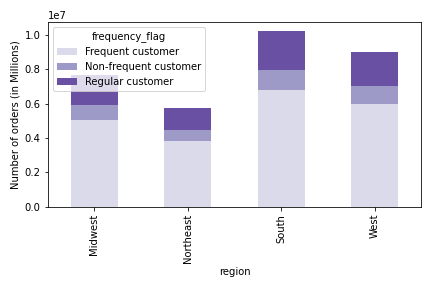 1e7
frequency_flag
Frequent customer
Non-frequent customer
Regular customer
Number of orders (in Millions)
1.0
0.8
0.6
0.4
0.2
0.0
Midwest
Northeast
South
West
region